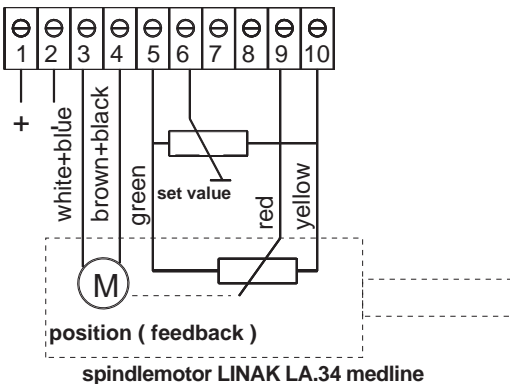 1 2 3 4 5 6 7 8 9 10
+
white+blue
brown+black
green
set value
red
yellow
M
position ( feedback )
spindlemotor LINAK LA.34 medline